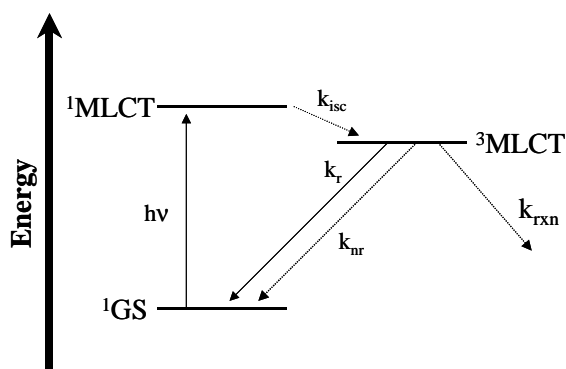 ¹MLCT
k_isc
³MLCT
k_r
Energy
hν
k_rxn
k_nr
¹GS